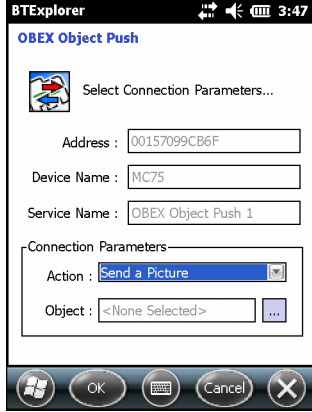 BTExplorer 3:47
OBEX Object Push
Select Connection Parameters...
Address : 00157099CB6F
Device Name : MC75
Service Name : OBEX Object Push 1
Connection Parameters
Action : Send a Picture
Object : <None Selected> ...
OK Cancel